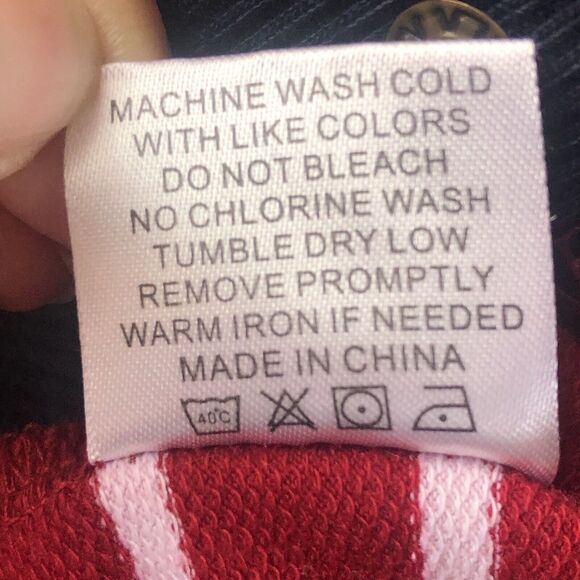 MACHINE WASH COLD
WITH LIKE COLORS
DO NOT BLEACH
NO CHLORINE WASH
TUMBLE DRY LOW
REMOVE PROMPTLY
WARM IRON IF NEEDED
MADE IN CHINA
40°C